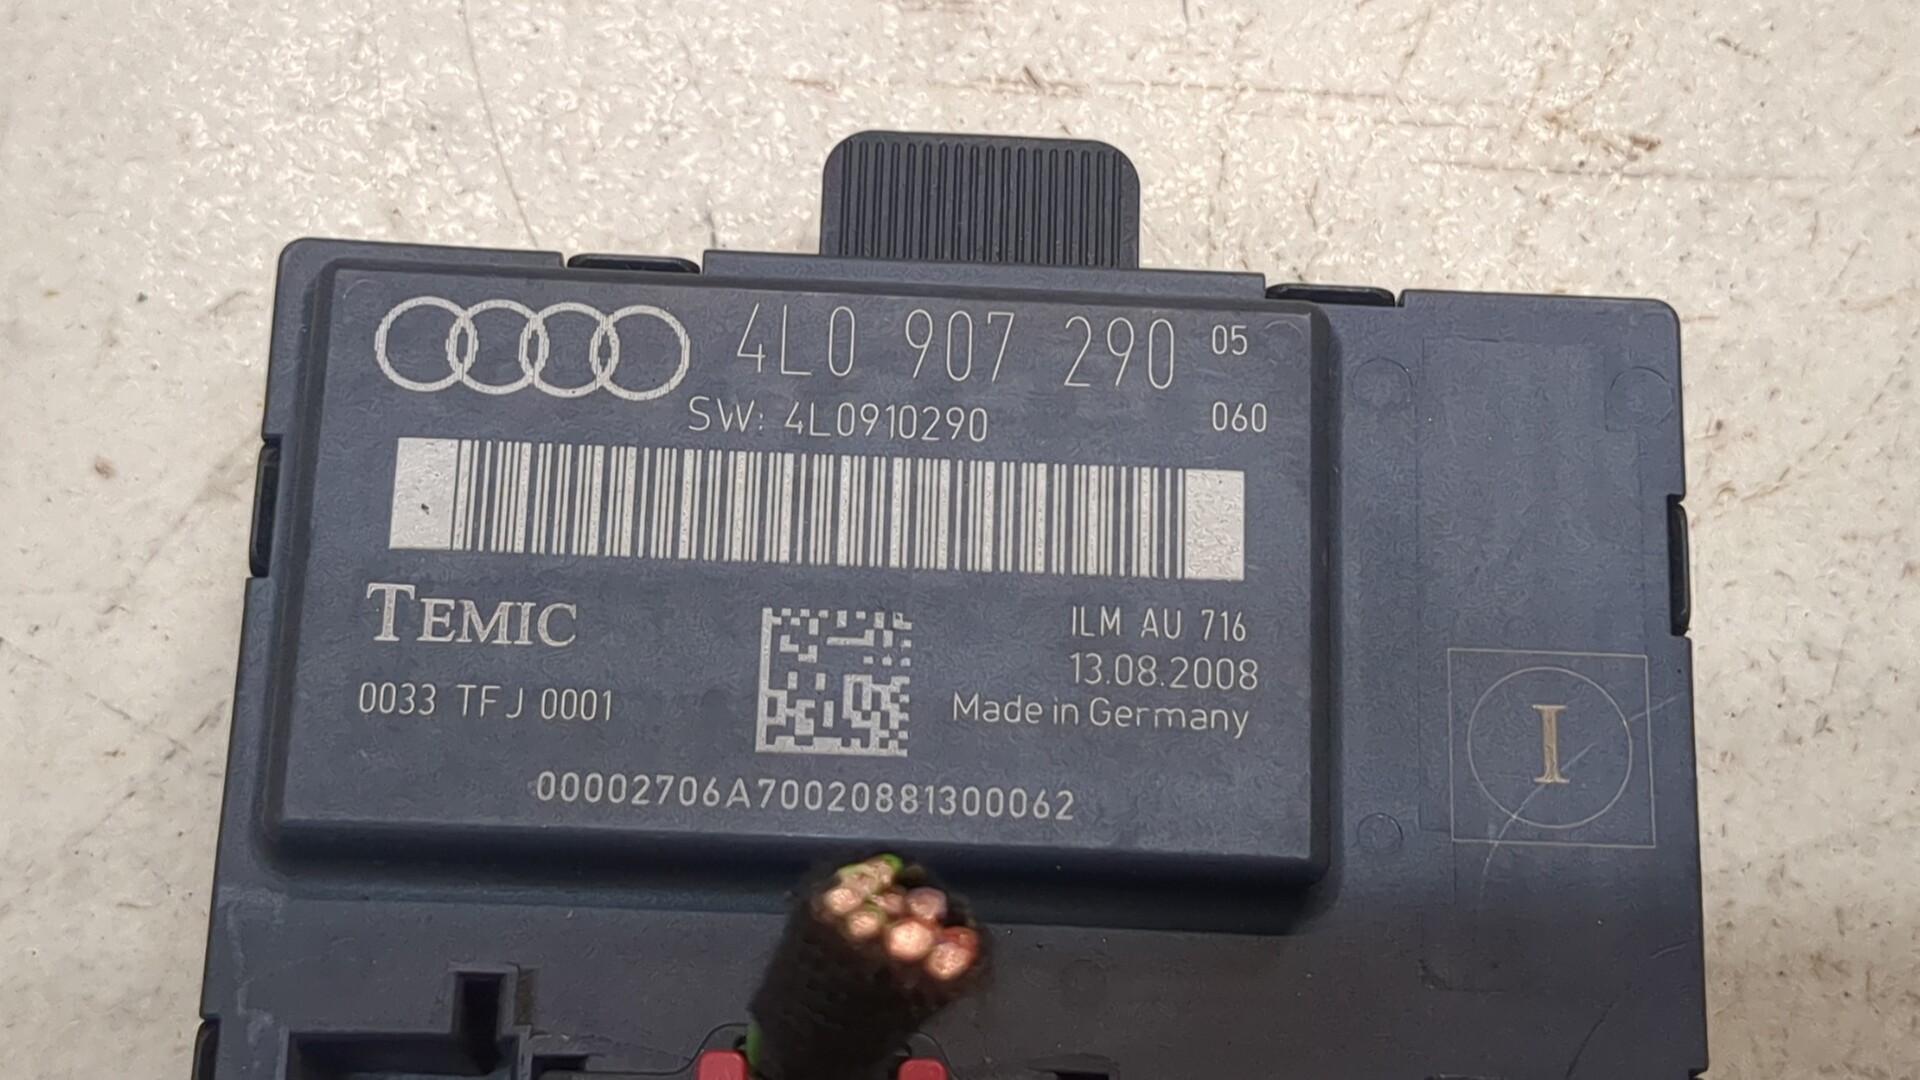 4L0 907 290 05
SW: 4L0910290 060
TEMIC
ILM AU 716
13.08.2008
0033 TFJ 0001
Made in Germany
00002706A70020881300062
I